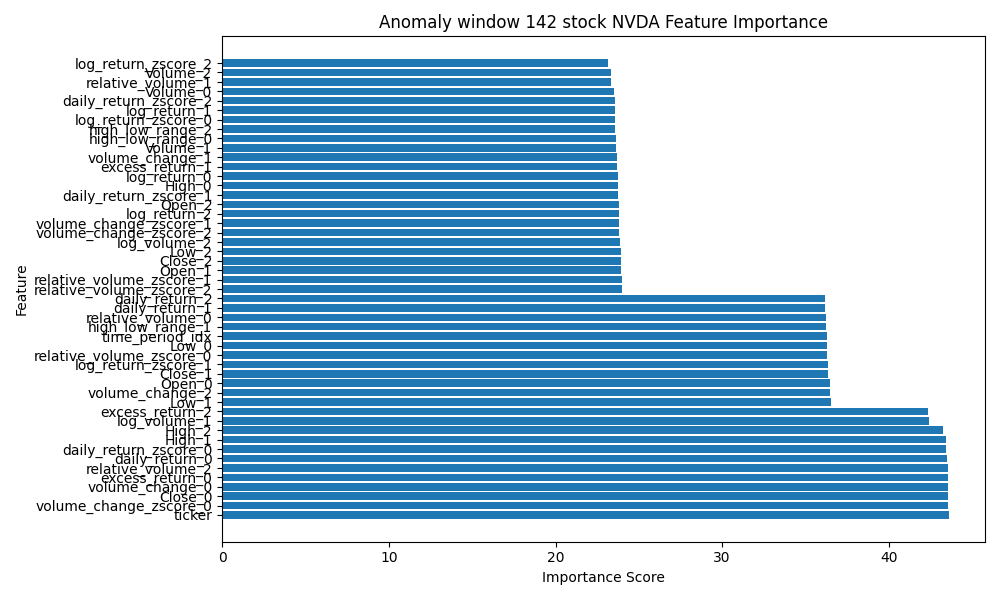 Anomaly window 142 stock NVDA Feature Importance
log_return_zscore_2
Volume_2
relative_volume_1
Volume_0
daily_return_zscore_2
log_return_1
log_return_zscore_0
high_low_range_2
high_low_range_0
Volume_1
volume_change_1
excess_return_1
log_return_0
High_0
daily_return_zscore_1
Open_2
log_return_2
volume_change_zscore_1
volume_change_zscore_2
log_volume_2
Low_2
Close_2
Open_1
relative_volume_zscore_1
relative_volume_zscore_2
daily_return_2
daily_return_1
relative_volume_0
high_low_range_1
time_period_idx
Low_0
relative_volume_zscore_0
log_return_zscore_1
Close_1
Open_0
volume_change_2
Low_1
excess_return_2
log_volume_1
High_2
High_1
daily_return_zscore_0
daily_return_0
relative_volume_2
excess_return_0
volume_change_0
Close_0
volume_change_zscore_0
ticker
Feature
0 10 20 30 40
Importance Score